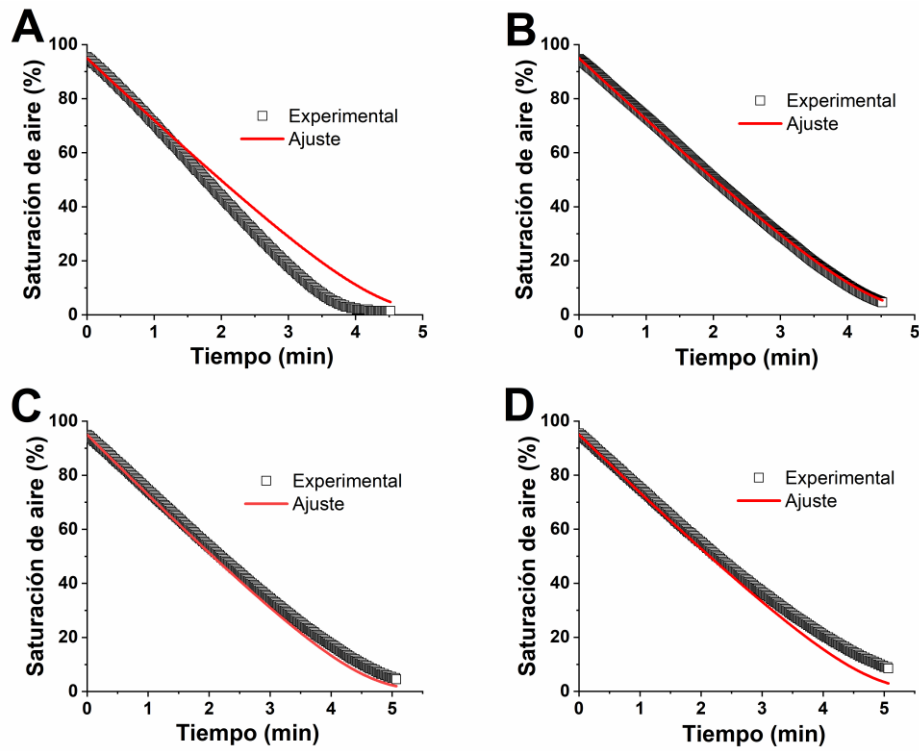 A
Saturación de aire (%)
100
80
60
40
20
0
Experimental
Ajuste
0 1 2 3 4 5
Tiempo (min)
B
Saturación de aire (%)
100
80
60
40
20
0
Experimental
Ajuste
0 1 2 3 4 5
Tiempo (min)
C
Saturación de aire (%)
100
80
60
40
20
0
Experimental
Ajuste
0 1 2 3 4 5
Tiempo (min)
D
Saturación de aire (%)
100
80
60
40
20
0
Experimental
Ajuste
0 1 2 3 4 5
Tiempo (min)